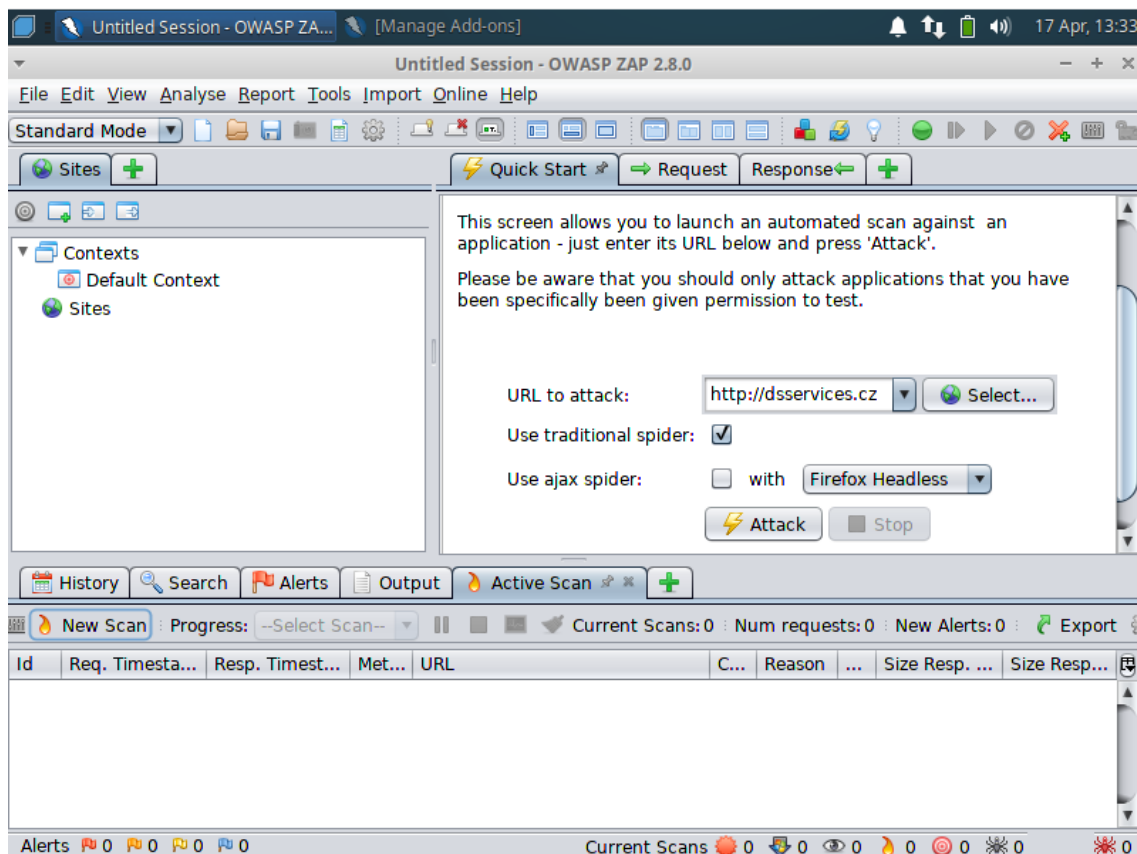 Untitled Session - OWASP ZA... [Manage Add-ons] 17 Apr, 13:33
Untitled Session - OWASP ZAP 2.8.0
File Edit View Analyse Report Tools Import Online Help
Standard Mode
Sites
Quick Start Request Response
Contexts
Default Context
Sites
This screen allows you to launch an automated scan against an
application - just enter its URL below and press 'Attack'.
Please be aware that you should only attack applications that you have
been specifically been given permission to test.
URL to attack: http://dsservices.cz Select...
Use traditional spider:
Use ajax spider: with Firefox Headless
Attack Stop
History Search Alerts Output Active Scan
New Scan Progress: --Select Scan-- Current Scans: 0 Num requests: 0 New Alerts: 0 Export
Id Req. Timesta... Resp. Timest... Met... URL C... Reason ... Size Resp. ... Size Resp...
Alerts 0 0 0 0 Current Scans 0 0 0 0 0 0 0